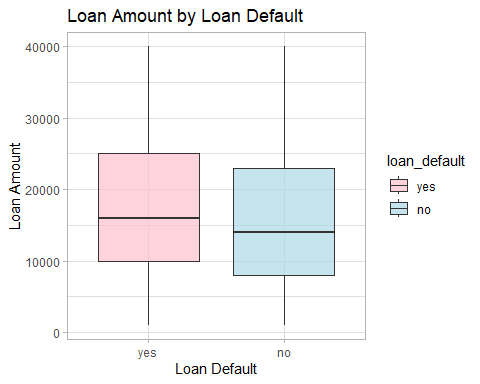 Loan Amount by Loan Default
40000
30000
20000
10000
0
Loan Amount
yes
no
Loan Default
loan_default
yes
no